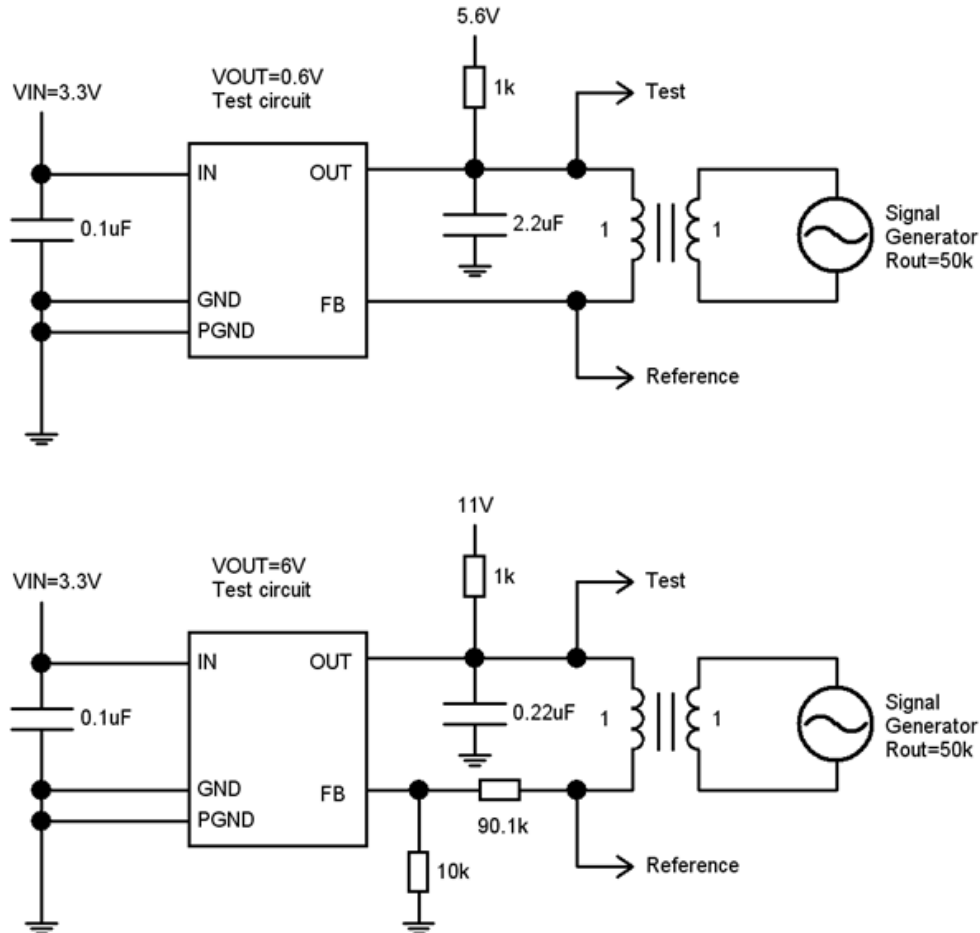 5.6V
VOUT=0.6V
Test circuit
VIN=3.3V
1k
Test
IN
OUT
0.1uF
2.2uF
1
1
Signal
Generator
Rout=50k
GND
FB
PGND
Reference
11V
VOUT=6V
Test circuit
VIN=3.3V
1k
Test
IN
OUT
0.1uF
0.22uF
1
1
Signal
Generator
Rout=50k
GND
FB
PGND
90.1k
10k
Reference